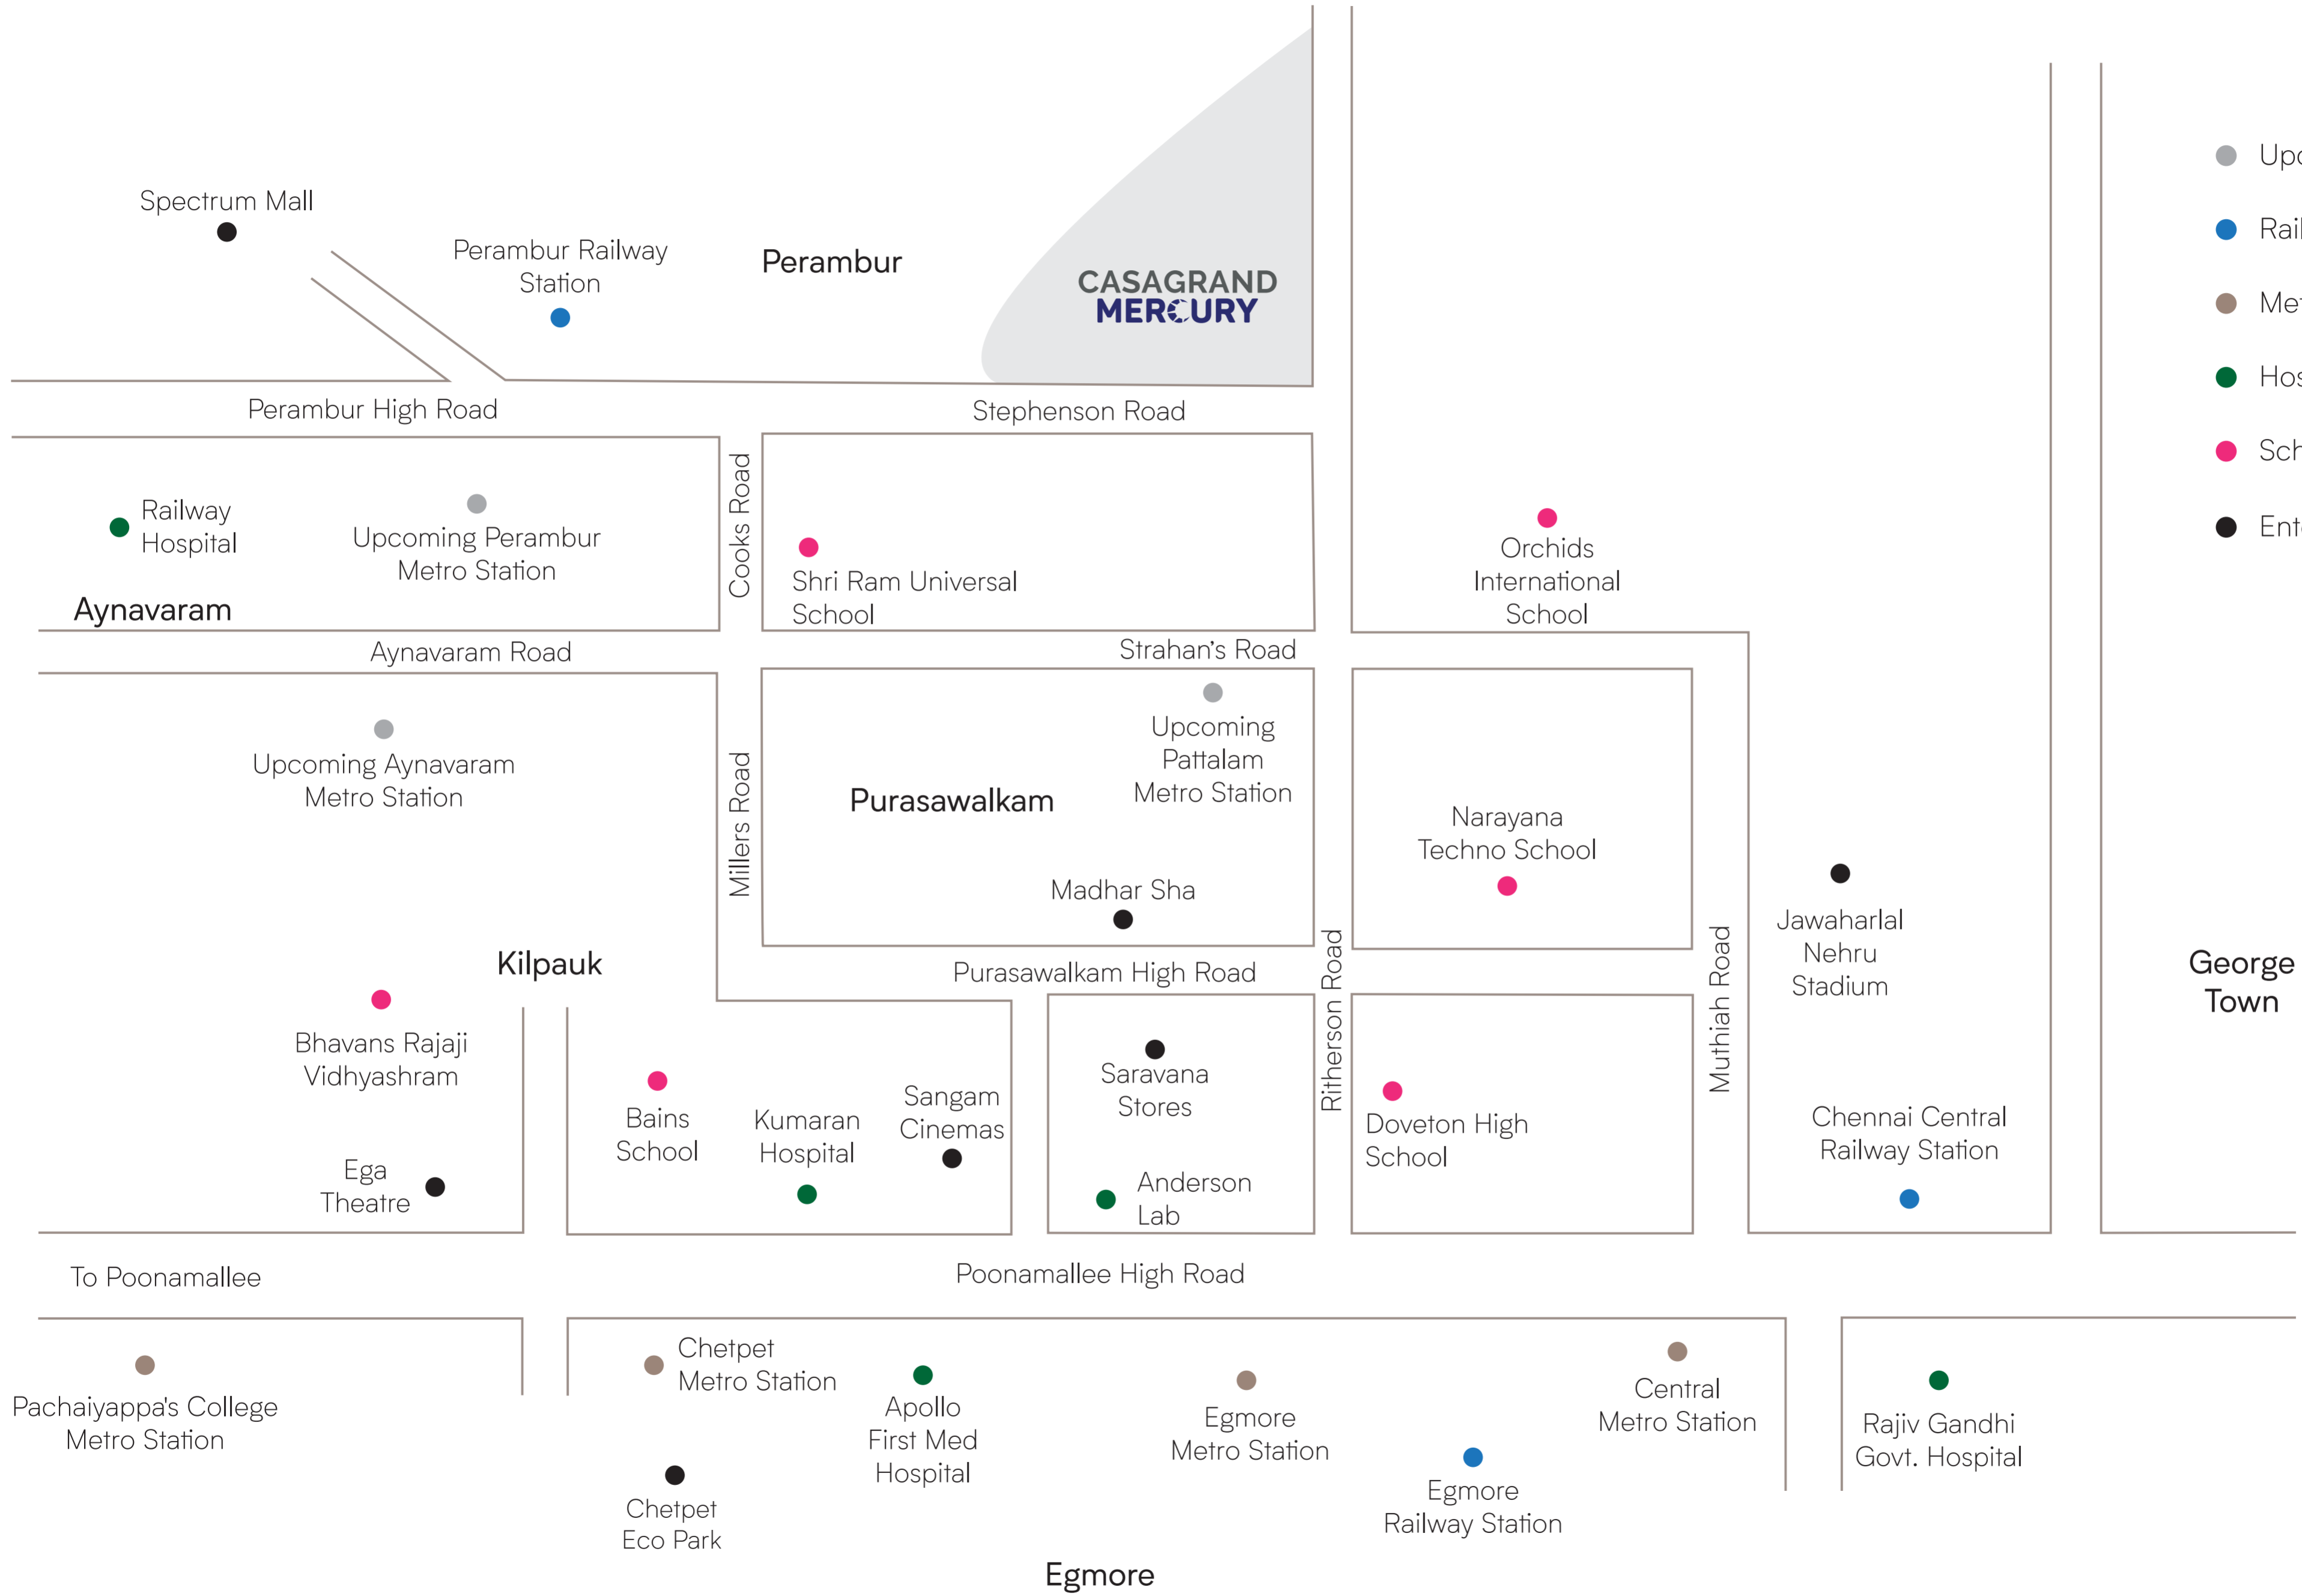 Spectrum Mall
Perambur Railway
Station
Perambur
CASAGRAND
MERCURY
Perambur High Road
Stephenson Road
Cooks Road
Railway
Hospital
Upcoming Perambur
Metro Station
Aynavaram
Shri Ram Universal
School
Orchids
International
School
Aynavaram Road
Strahan's Road
Upcoming Aynavaram
Metro Station
Millers Road
Purasawalkam
Upcoming
Pattalam
Metro Station
Narayana
Techno School
Madhar Sha
Jawaharlal
Nehru
Stadium
Kilpauk
Purasawalkam High Road
Ritherson Road
Muthiah Road
George
Town
Bhavans Rajaji
Vidhyashram
Bains
School
Kumaran
Hospital
Sangam
Cinemas
Saravana
Stores
Doveton High
School
Chennai Central
Railway Station
Ega
Theatre
Anderson
Lab
To Poonamallee
Poonamallee High Road
Pachaiyappa's College
Metro Station
Chetpet
Metro Station
Apollo
First Med
Hospital
Egmore
Metro Station
Central
Metro Station
Rajiv Gandhi
Govt. Hospital
Chetpet
Eco Park
Egmore
Railway Station
Egmore